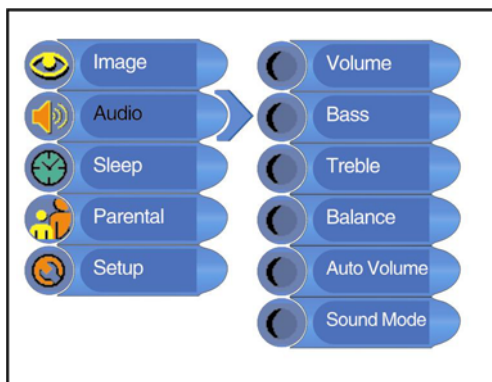 Image
Audio
Sleep
Parental
Setup
Volume
Bass
Treble
Balance
Auto Volume
Sound Mode